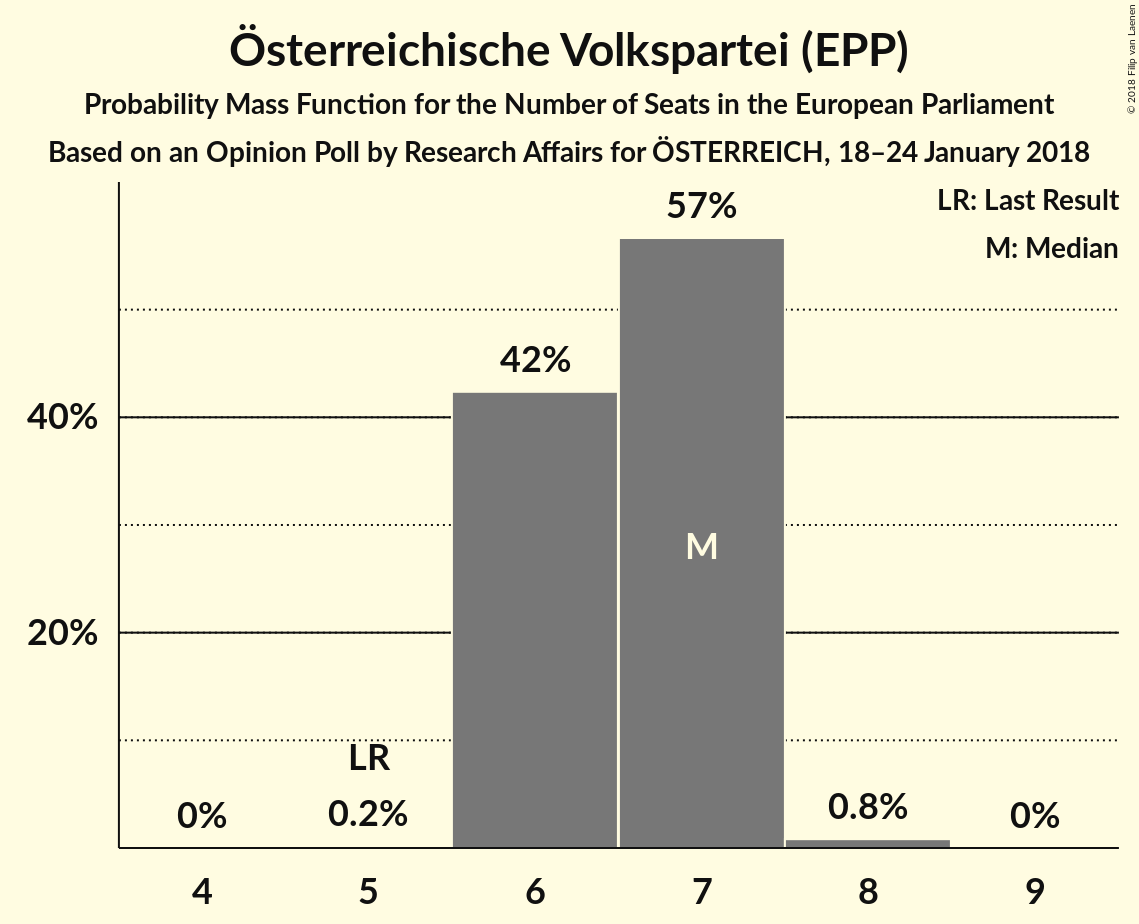 Österreichische Volkspartei (EPP)
Probability Mass Function for the Number of Seats in the European Parliament
Based on an Opinion Poll by Research Affairs for ÖSTERREICH, 18–24 January 2018
© 2018 Filip van Laenen
LR: Last Result
M: Median
57%
42%
40%
M
20%
LR
0%
0.2%
0.8%
0%
4 5 6 7 8 9